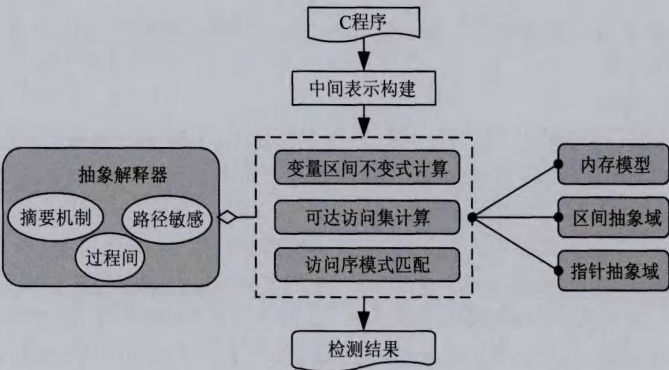 C程序
中间表示构建
抽象解释器
摘要机制
路径敏感
过程间
变量区间不变式计算
可达访问集计算
访问序模式匹配
内存模型
区间抽象域
指针抽象域
检测结果